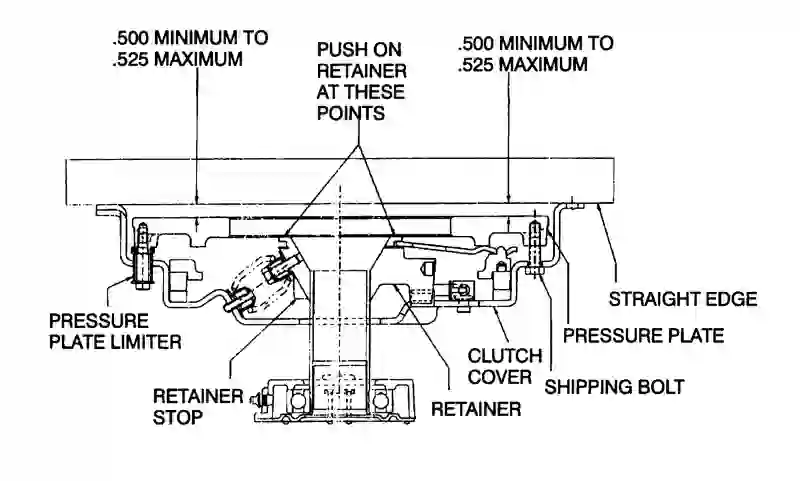 .500 MINIMUM TO
.525 MAXIMUM
PUSH ON
RETAINER
AT THESE
POINTS
.500 MINIMUM TO
.525 MAXIMUM
STRAIGHT EDGE
PRESSURE
PLATE LIMITER
PRESSURE PLATE
CLUTCH
COVER
SHIPPING BOLT
RETAINER
STOP
RETAINER